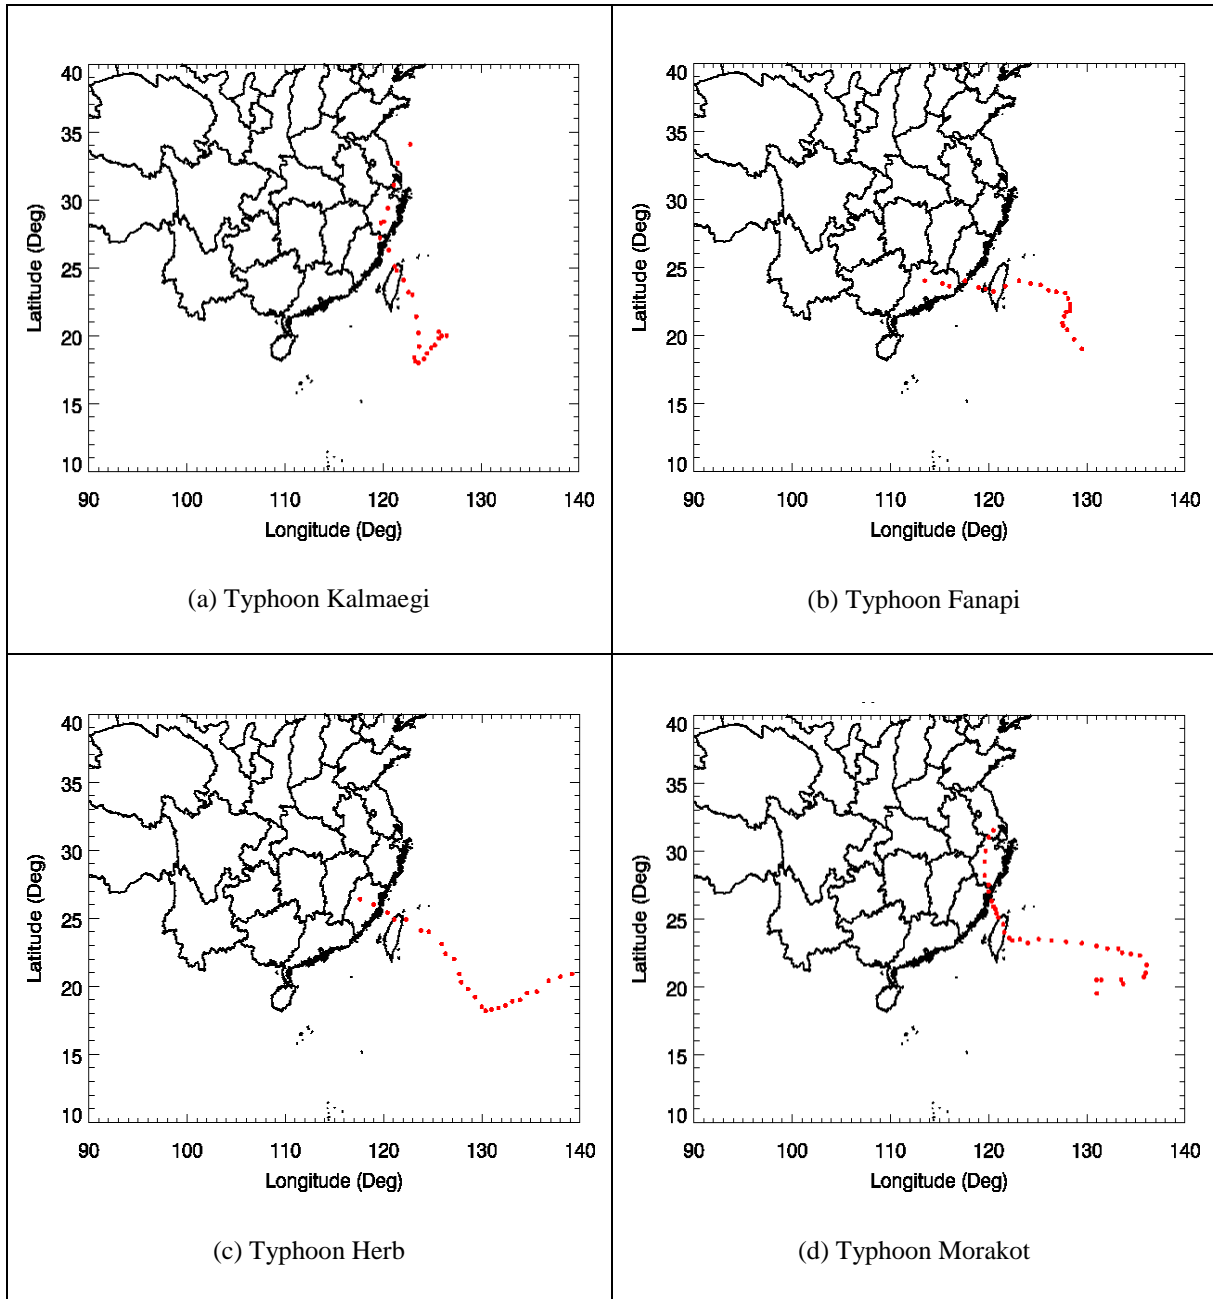 40
35
30
25
20
15
10
Latitude (Deg)
90 100 110 120 130 140
Longitude (Deg)
(a) Typhoon Kalmaegi
40
35
30
25
20
15
10
Latitude (Deg)
90 100 110 120 130 140
Longitude (Deg)
(b) Typhoon Fanapi
40
35
30
25
20
15
10
Latitude (Deg)
90 100 110 120 130 140
Longitude (Deg)
(c) Typhoon Herb
40
35
30
25
20
15
10
Latitude (Deg)
90 100 110 120 130 140
Longitude (Deg)
(d) Typhoon Morakot